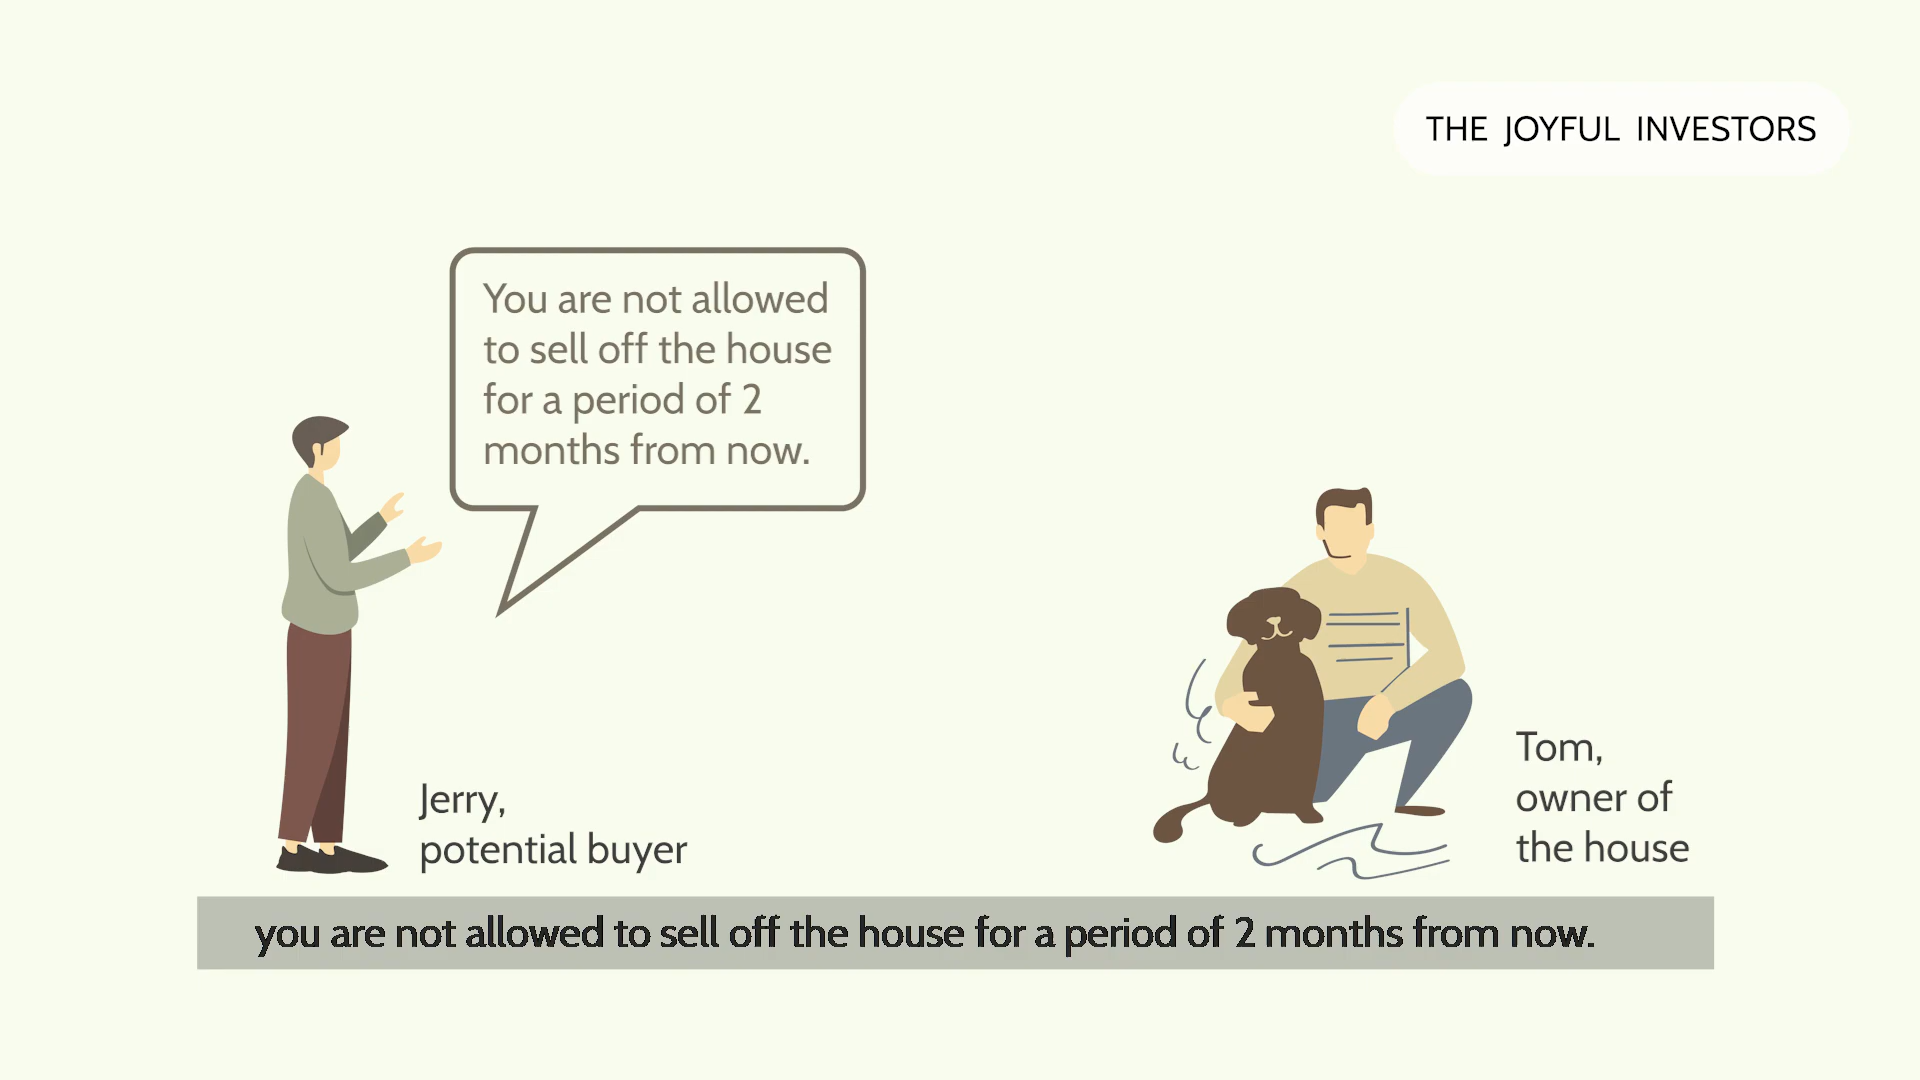 THE JOYFUL INVESTORS
You are not allowed
to sell off the house
for a period of 2
months from now.
Jerry,
potential buyer
Tom,
owner of
the house
you are not allowed to sell off the house for a period of 2 months from now.